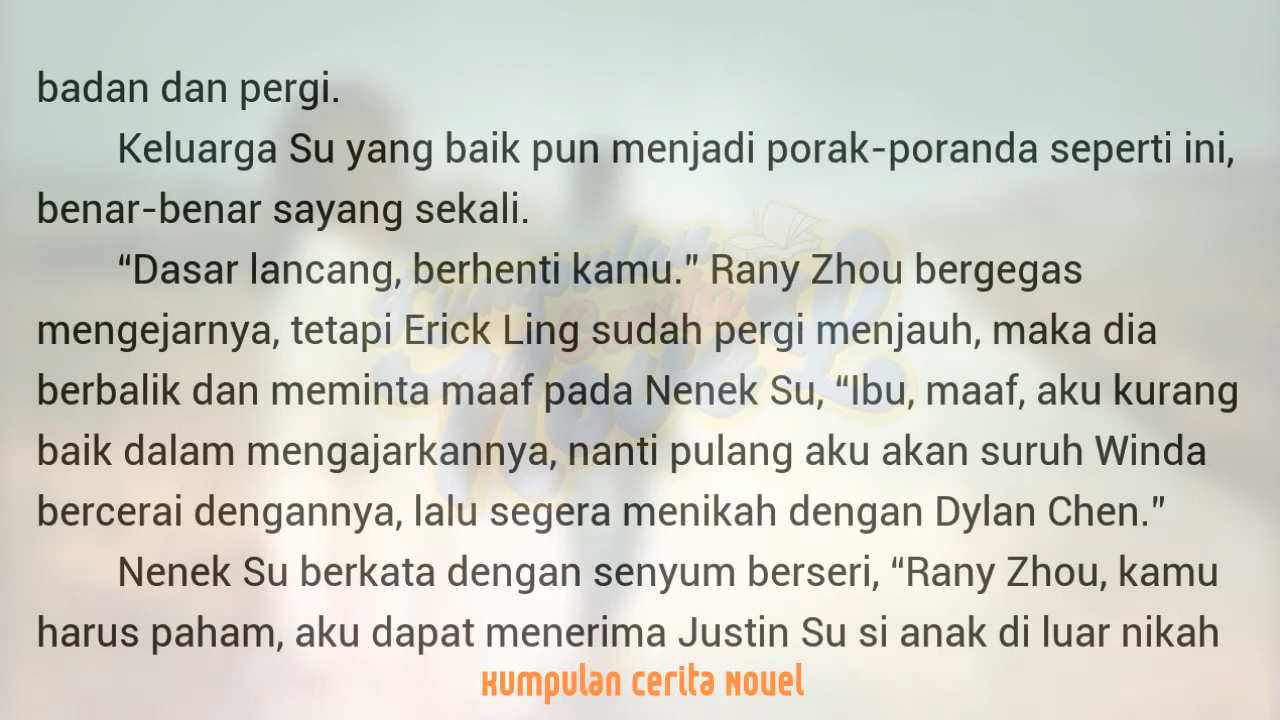 badan dan pergi.
Keluarga Su yang baik pun menjadi porak-poranda seperti ini,
benar-benar sayang sekali.
“Dasar lancang, berhenti kamu.” Rany Zhou bergegas
mengejarnya, tetapi Erick Ling sudah pergi menjauh, maka dia
berbalik dan meminta maaf pada Nenek Su, “Ibu, maaf, aku kurang
baik dalam mengajarkannya, nanti pulang aku akan suruh Winda
bercerai dengannya, lalu segera menikah dengan Dylan Chen.”
Nenek Su berkata dengan senyum berseri, “Rany Zhou, kamu
harus paham, aku dapat menerima Justin Su si anak di luar nikah
Kumpulan Cerita Novel
Kumpulan
Cerita
Novel